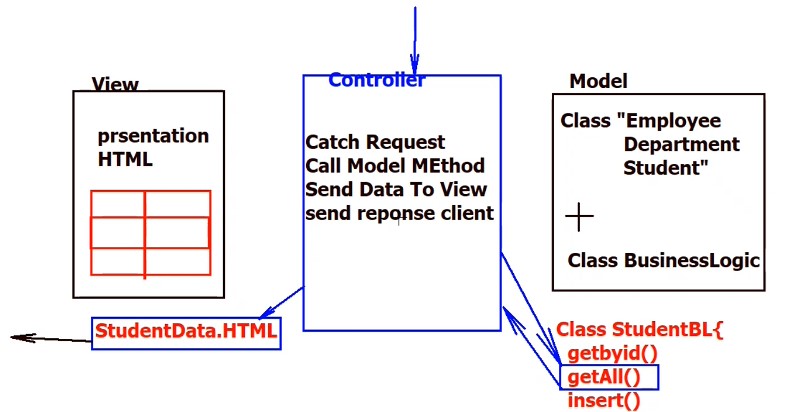 View
prsentation
HTML
StudentData.HTML
Controller
Catch Request
Call Model MEthod
Send Data To View
send reponse client
Model
Class "Employee
Department
Student"
Class BusinessLogic
Class StudentBL{
getbyid()
getAll()
insert()